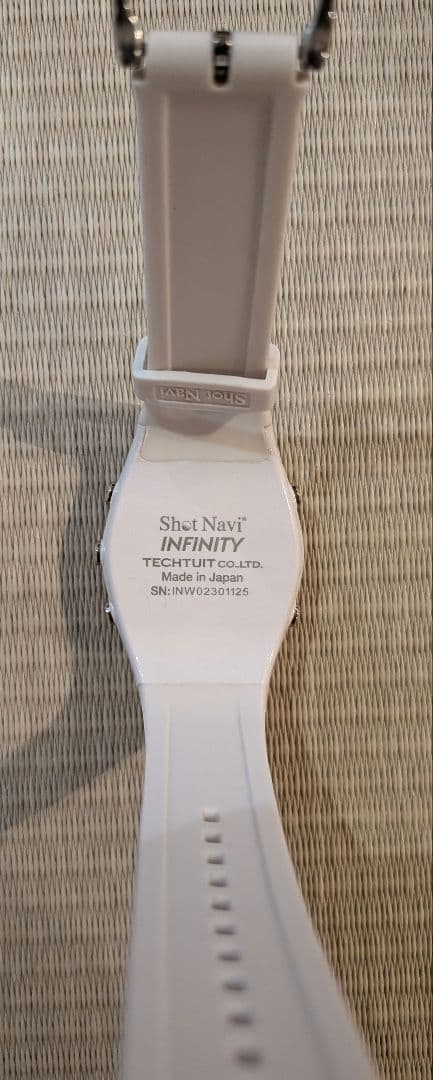 Shot Navi
Shot Navi®
INFINITY
TECHTUIT CO.,LTD.
Made in Japan
SN:INW02301125